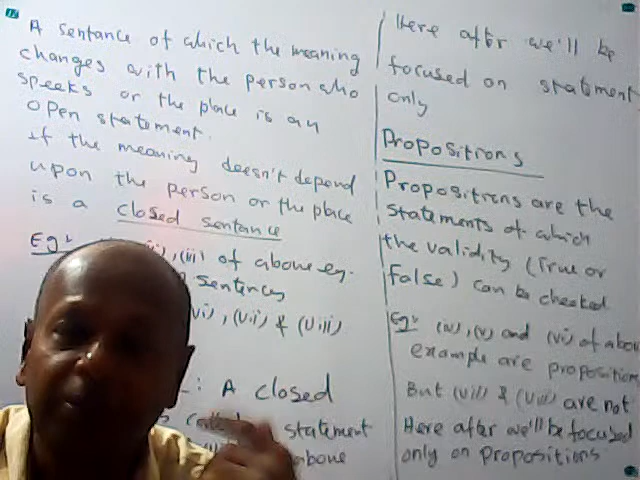 A sentance of which the meaning
changes with the person who
speeks or the place is an
open statement.
if the meaning doesn't depend
upon the person or the place
is a closed sentance
Eg: (iii) of above eg.
sentences
(vi), (vii) & (viii)
: A closed
statement
above
Here after we'll be
focused on statement
only
Propositions
Propositions are the
statements of which
the validity (True or
False) can be checked
Eg: (iv), (v) and (vi) of abov
example are proposition
But (vii) & (viii) are not
Here after we'll be focused
only on propositions